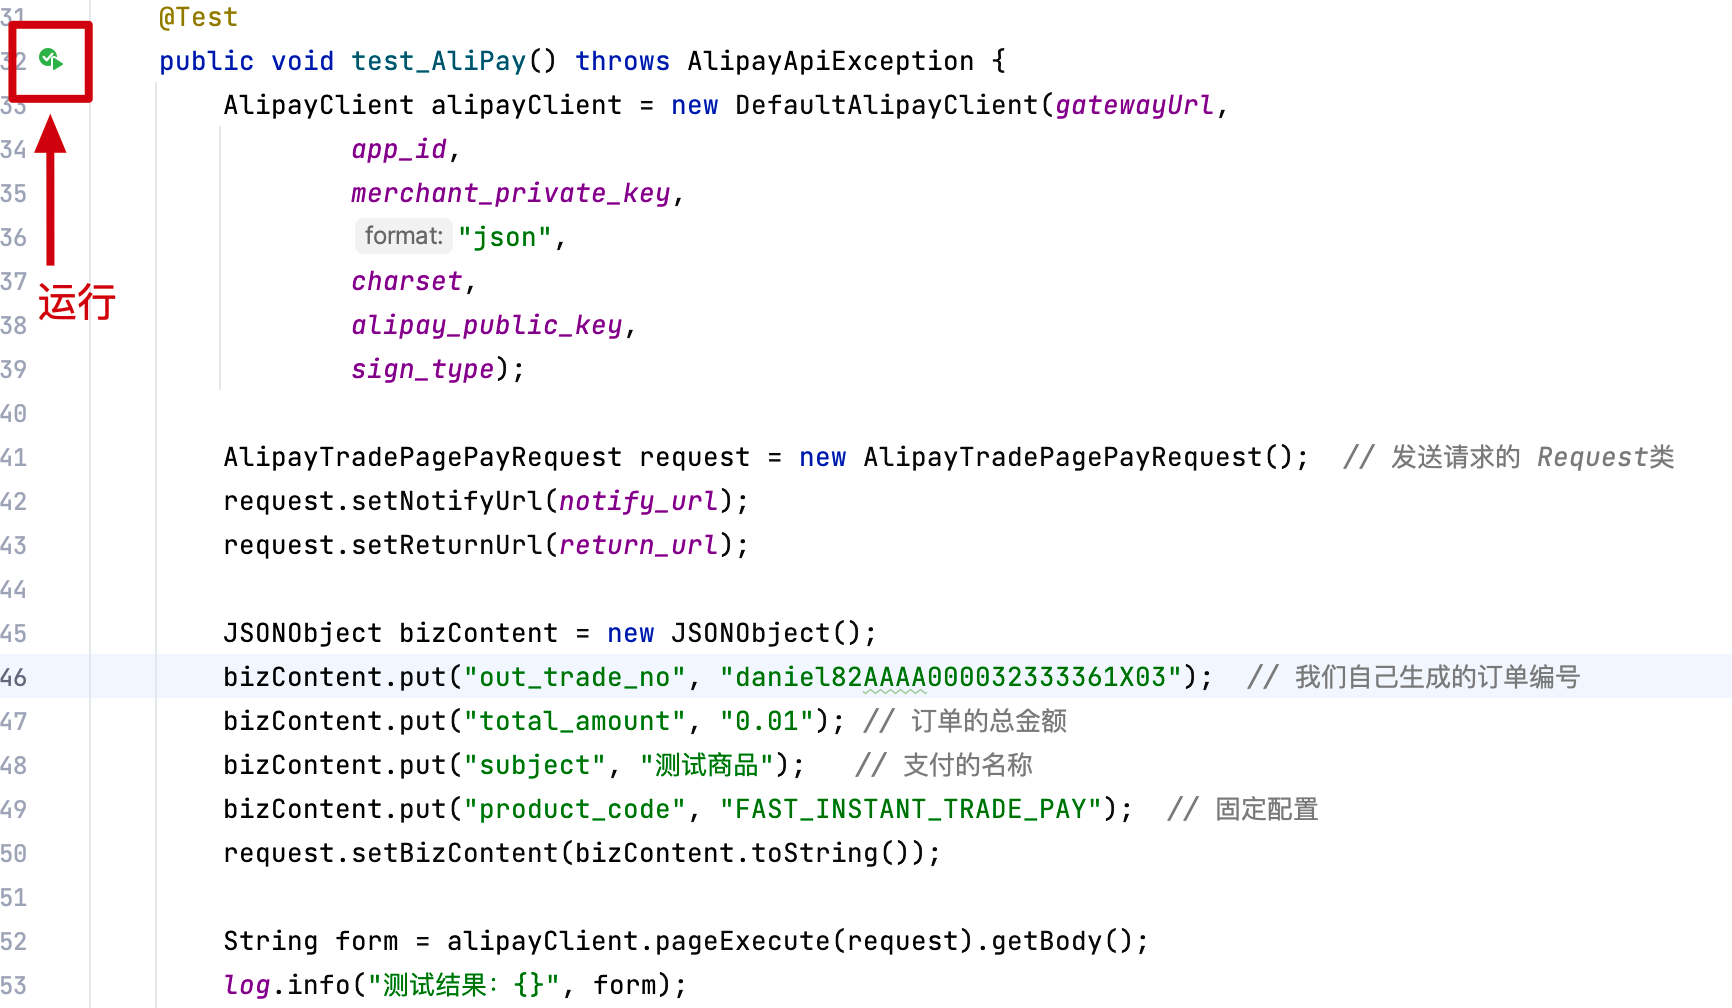 31 @Test
32 public void test_AliPay() throws AlipayApiException {
33 AlipayClient alipayClient = new DefaultAlipayClient(gatewayUrl,
34 app_id,
35 merchant_private_key,
36 format: "json",
37 charset,
运行
38 alipay_public_key,
39 sign_type);
40
41 AlipayTradePagePayRequest request = new AlipayTradePagePayRequest(); // 发送请求的 Request类
42 request.setNotifyUrl(notify_url);
43 request.setReturnUrl(return_url);
44
45 JSONObject bizContent = new JSONObject();
46 bizContent.put("out_trade_no", "daniel82AAAA000032333361X03"); // 我们自己生成的订单编号
47 bizContent.put("total_amount", "0.01"); // 订单的总金额
48 bizContent.put("subject", "测试商品"); // 支付的名称
49 bizContent.put("product_code", "FAST_INSTANT_TRADE_PAY"); // 固定配置
50 request.setBizContent(bizContent.toString());
51
52 String form = alipayClient.pageExecute(request).getBody();
53 log.info("测试结果：{}", form);